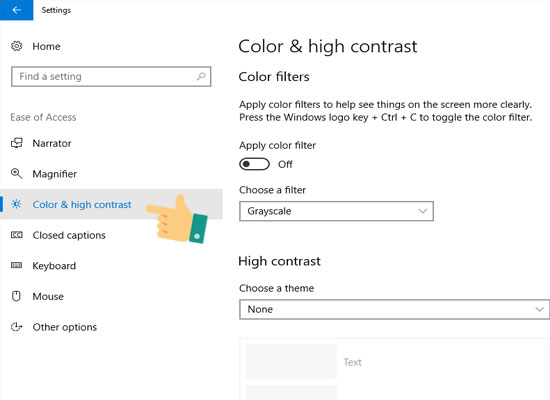 Settings
Home
Find a setting
Ease of Access
Narrator
Magnifier
Color & high contrast
Closed captions
Keyboard
Mouse
Other options
Color & high contrast
Color filters
Apply color filters to help see things on the screen more clearly.
Press the Windows logo key + Ctrl + C to toggle the color filter.
Apply color filter
Off
Choose a filter
Grayscale
High contrast
Choose a theme
None
Text